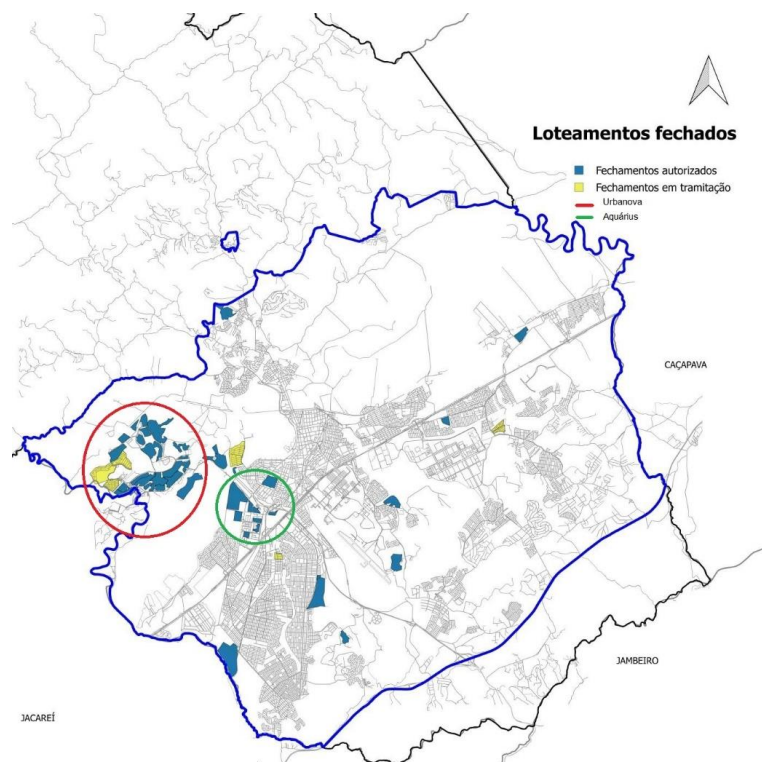 Loteamentos fechados
Fechamentos autorizados
Fechamentos em tramitação
Urbanova
Aquárius
CAÇAPAVA
JAMBEIRO
JACAREÍ